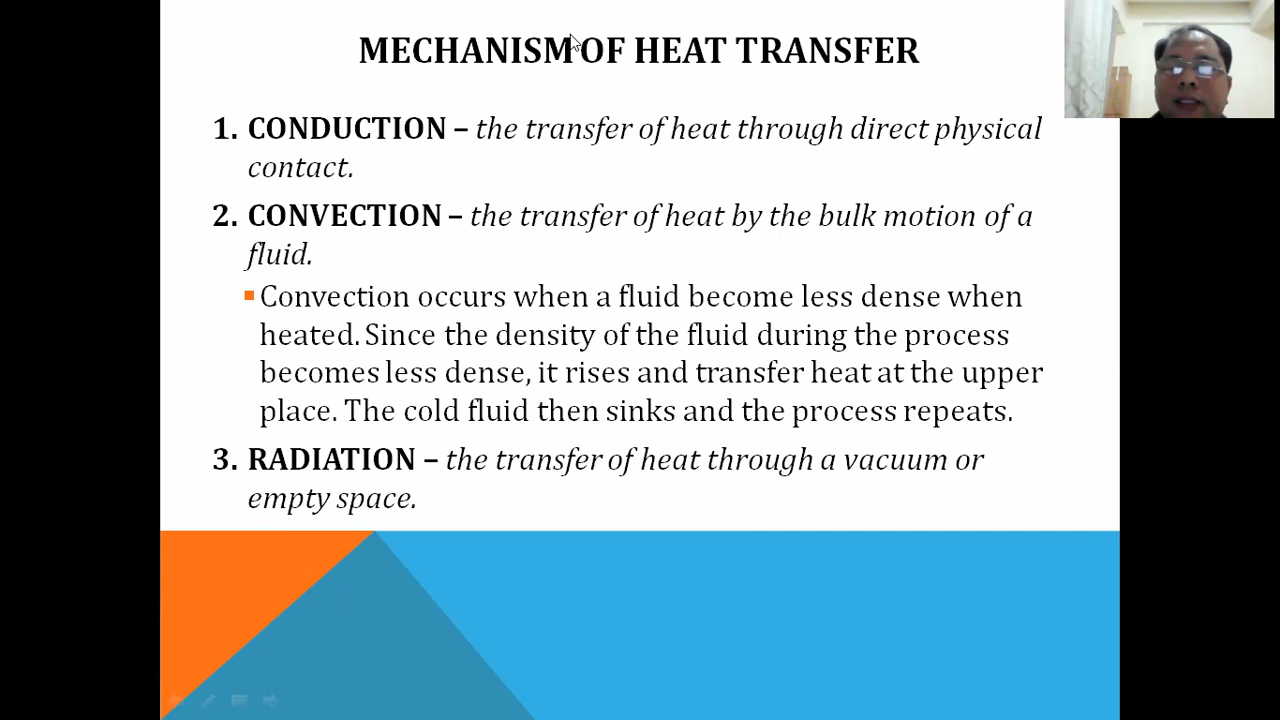 MECHANISM OF HEAT TRANSFER
1. CONDUCTION – the transfer of heat through direct physical
contact.
2. CONVECTION – the transfer of heat by the bulk motion of a
fluid.
▪ Convection occurs when a fluid become less dense when
heated. Since the density of the fluid during the process
becomes less dense, it rises and transfer heat at the upper
place. The cold fluid then sinks and the process repeats.
3. RADIATION – the transfer of heat through a vacuum or
empty space.